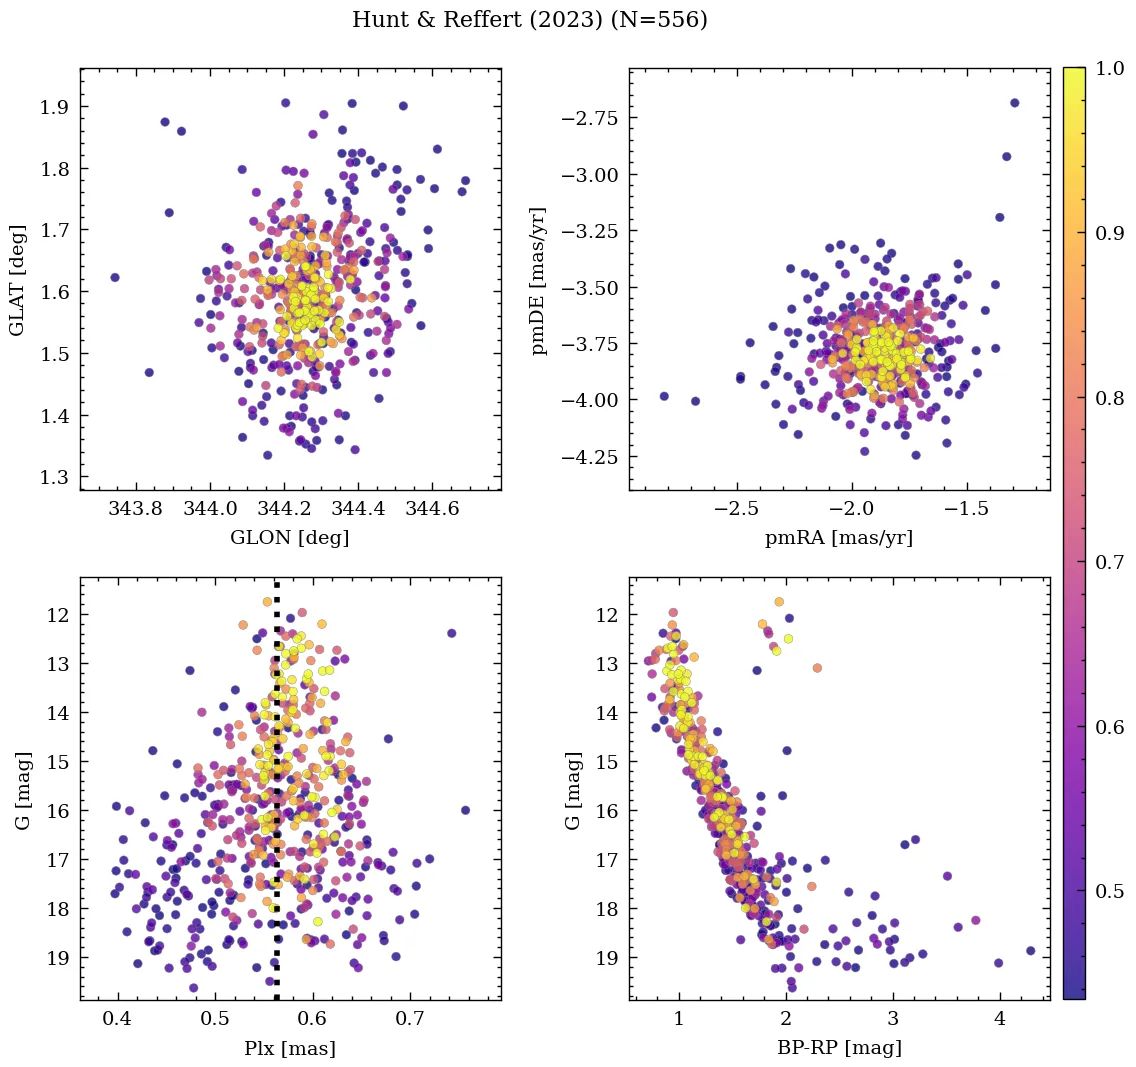 Hunt & Reffert (2023) (N=556)
1.9
1.8
1.7
1.6
1.5
1.4
1.3
GLAT [deg]
343.8 344.0 344.2 344.4 344.6
GLON [deg]
−2.75
−3.00
−3.25
−3.50
−3.75
−4.00
−4.25
pmDE [mas/yr]
−2.5 −2.0 −1.5
pmRA [mas/yr]
12
13
14
15
16
17
18
19
G [mag]
0.4 0.5 0.6 0.7
Plx [mas]
12
13
14
15
16
17
18
19
G [mag]
1 2 3 4
BP-RP [mag]
1.0
0.9
0.8
0.7
0.6
0.5